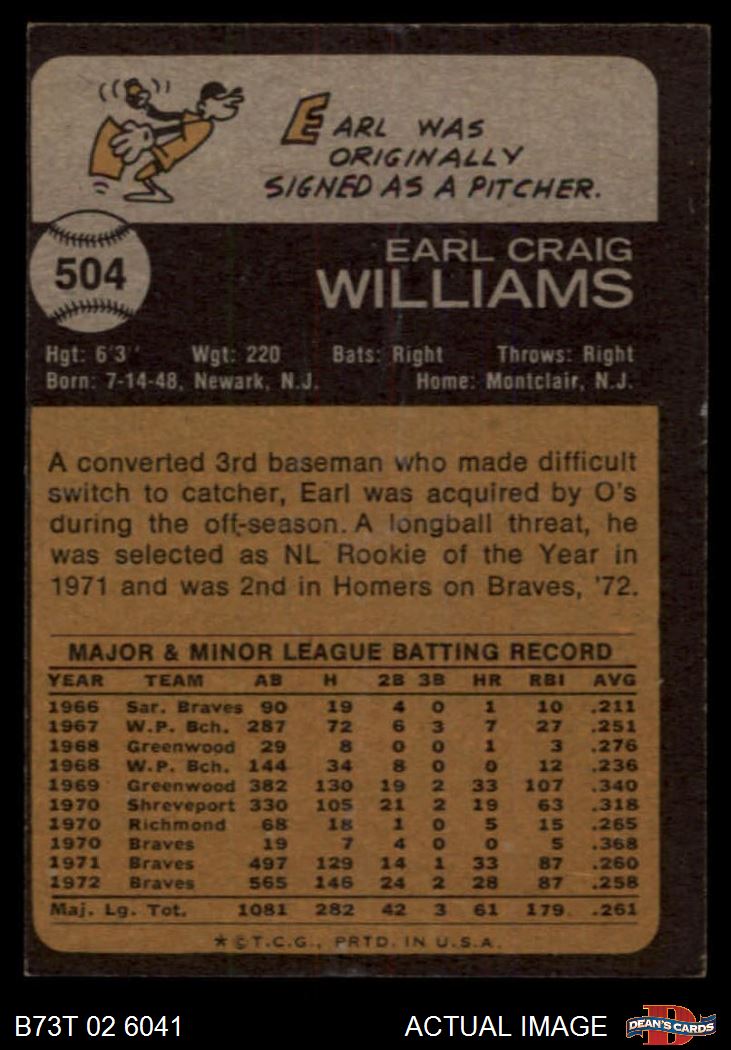 EARL WAS
ORIGINALLY
SIGNED AS A PITCHER.
504
EARL CRAIG
WILLIAMS
Hgt: 6'3" Wgt: 220 Bats: Right Throws: Right
Born: 7-14-48, Newark, N.J. Home: Montclair, N.J.
A converted 3rd baseman who made difficult
switch to catcher, Earl was acquired by O's
during the off-season. A longball threat, he
was selected as NL Rookie of the Year in
1971 and was 2nd in Homers on Braves, '72.
MAJOR & MINOR LEAGUE BATTING RECORD
YEAR TEAM AB H 2B 3B HR RBI AVG
1966 Sar. Braves 90 19 4 0 1 10 .211
1967 W.P. Bch. 287 72 6 3 7 27 .251
1968 Greenwood 29 8 0 0 1 3 .276
1968 W.P. Bch. 144 34 8 0 0 12 .236
1969 Greenwood 382 130 19 2 33 107 .340
1970 Shreveport 330 105 21 2 19 63 .318
1970 Richmond 68 18 1 0 5 15 .265
1970 Braves 19 7 4 0 0 5 .368
1971 Braves 497 129 14 1 33 87 .260
1972 Braves 565 146 24 2 28 87 .258
Maj. Lg. Tot. 1081 282 42 3 61 179 .261
*©T.C.G., PRTD. IN U.S.A.
B73T 02 6041 ACTUAL IMAGE D DEAN'S CARDS